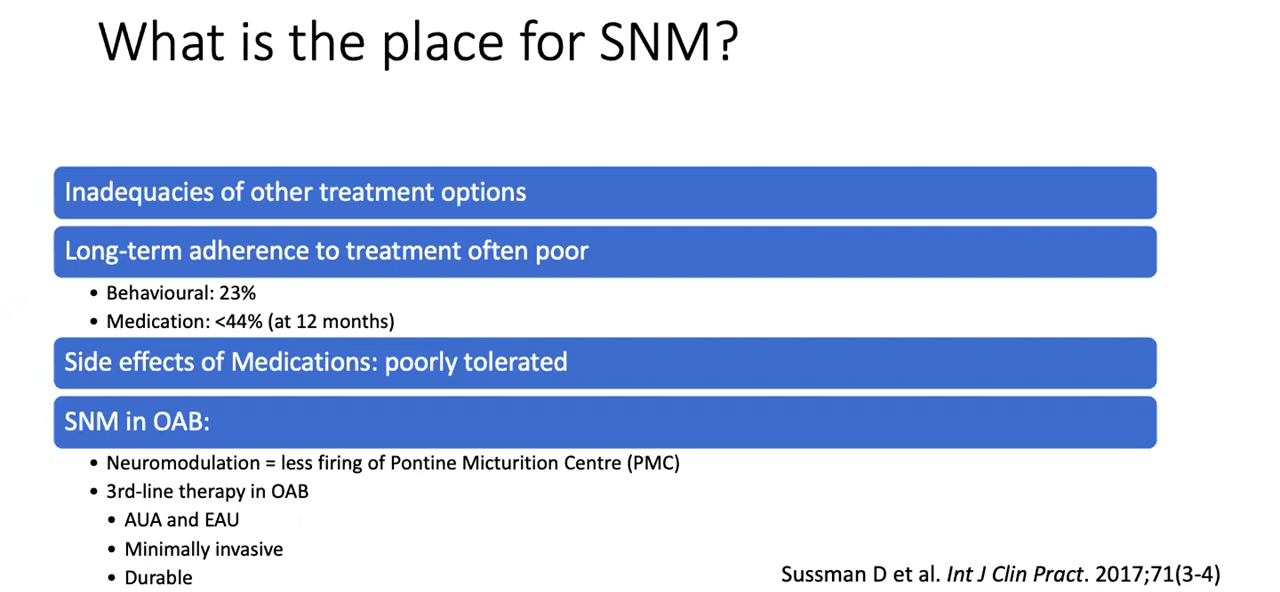 What is the place for SNM?
Inadequacies of other treatment options
Long-term adherence to treatment often poor
• Behavioural: 23%
• Medication: <44% (at 12 months)
Side effects of Medications: poorly tolerated
SNM in OAB:
• Neuromodulation = less firing of Pontine Micturition Centre (PMC)
• 3rd-line therapy in OAB
• AUA and EAU
• Minimally invasive
• Durable
Sussman D et al. Int J Clin Pract. 2017;71(3-4)